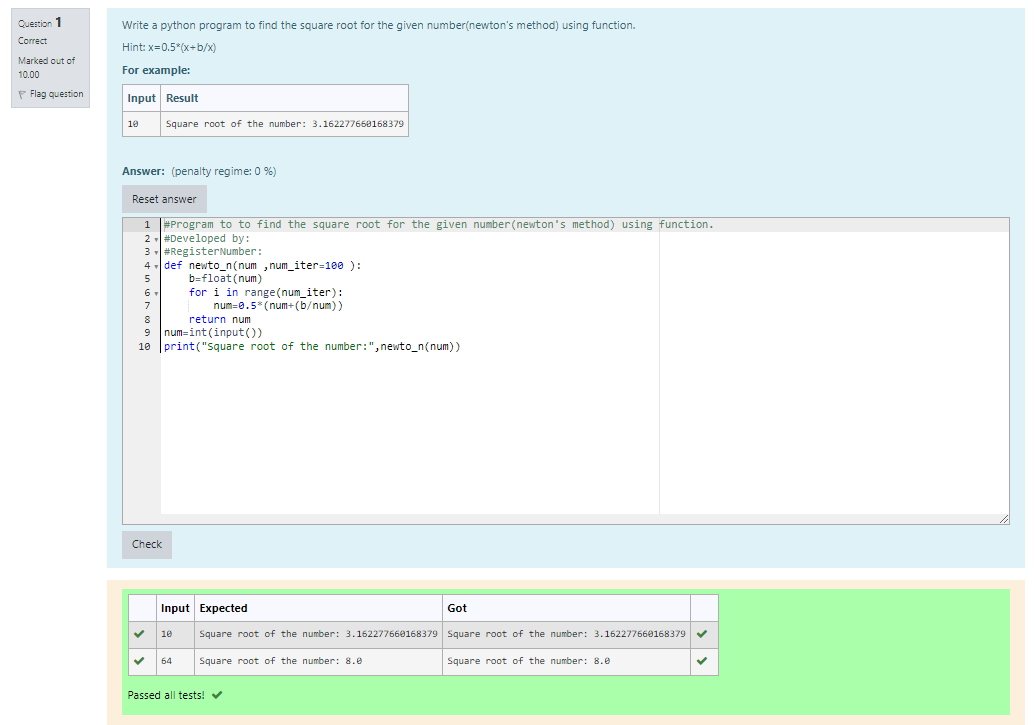 Question 1
Correct
Marked out of
10.00
Flag question
Write a python program to find the square root for the given number(newton's method) using function.
Hint: x=0.5*(x+b/x)
For example:
Input Result
10 Square root of the number: 3.162277660168379
Answer: (penalty regime: 0 %)
Reset answer
1 #Program to to find the square root for the given number(newton's method) using function.
2 #Developed by:
3 #RegisterNumber:
4 def newto_n(num ,num_iter=100 ):
5     b=float(num)
6     for i in range(num_iter):
7         num=0.5*(num+(b/num))
8     return num
9 num=int(input())
10 print("Square root of the number:",newto_n(num))
Check
Input Expected Got
10 Square root of the number: 3.162277660168379 Square root of the number: 3.162277660168379
64 Square root of the number: 8.0 Square root of the number: 8.0
Passed all tests!